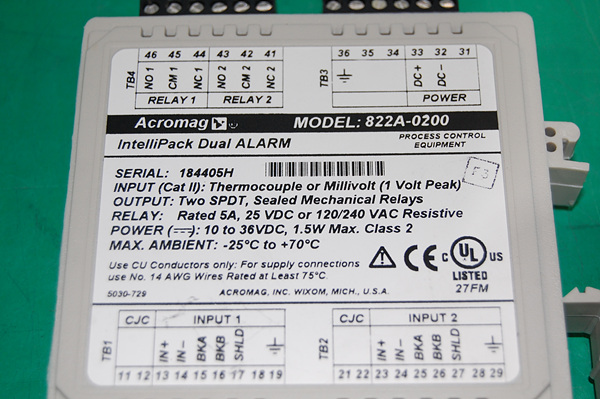 46 45 44 43 42 41
NO 1 CM 1 NC 1 NO 2 CM 2 NC 2
TB4
RELAY 1 RELAY 2
36 35 34 33 32 31
DC+ DC-
TB3
POWER
Acromag MODEL: 822A-0200
IntelliPack Dual ALARM PROCESS CONTROL
EQUIPMENT
SERIAL: 184405H
F3
INPUT (Cat II): Thermocouple or Millivolt (1 Volt Peak)
OUTPUT: Two SPDT, Sealed Mechanical Relays
RELAY: Rated 5A, 25 VDC or 120/240 VAC Resistive
POWER (⎓): 10 to 36VDC, 1.5W Max. Class 2
MAX. AMBIENT: -25°C to +70°C
Use CU Conductors only: For supply connections
use No. 14 AWG Wires Rated at Least 75°C.
CE C UL US
LISTED
27FM
5030-729 ACROMAG, INC. WIXOM, MICH., U.S.A.
CJC INPUT 1
IN+ IN- BKA BKB SHLD
TB1
11 12 13 14 15 16 17 18 19
CJC INPUT 2
IN+ IN- BKA BKB SHLD
TB2
21 22 23 24 25 26 27 28 29